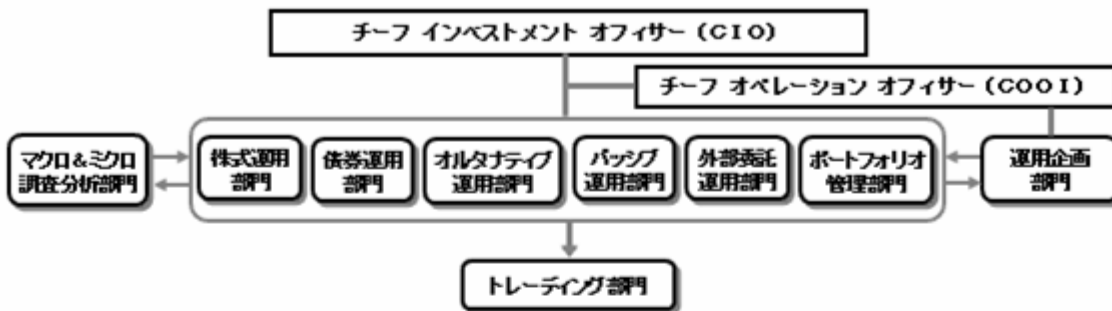 チーフ インベストメント オフィサー (CIO)
チーフ オペレーション オフィサー (COOI)
マクロ&ミクロ
調査分析部門
株式運用
部門
債券運用
部門
オルタナティブ
運用部門
パッシブ
運用部門
外部委託
運用部門
ポートフォリオ
管理部門
運用企画
部門
トレーディング部門